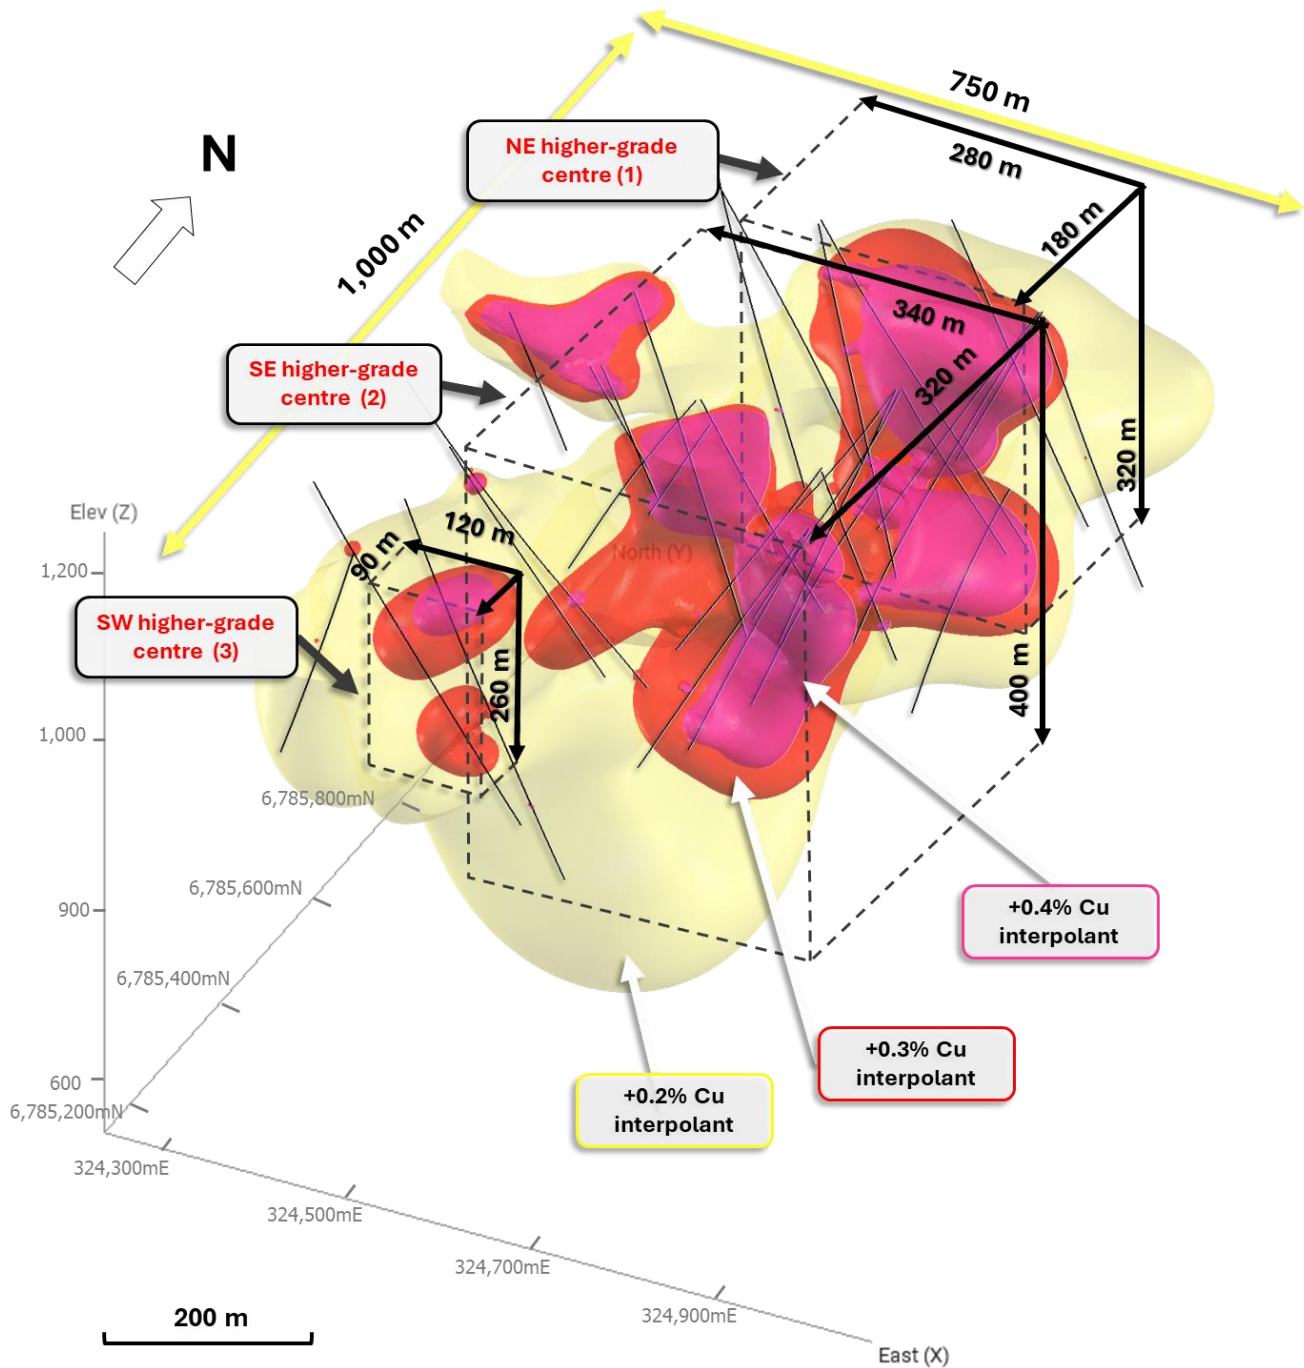 750 m
280 m
N
NE higher-grade
centre (1)
180 m
1,000 m
340 m
320 m
SE higher-grade
centre (2)
320 m
Elev (Z)
120 m
North (Y)
90 m
1,200
SW higher-grade
centre (3)
260 m
400 m
1,000
6,785,800mN
6,785,600mN
900
+0.4% Cu
interpolant
6,785,400mN
+0.3% Cu
interpolant
600
6,785,200mN
+0.2% Cu
interpolant
324,300mE
324,500mE
324,700mE
324,900mE
200 m
East (X)